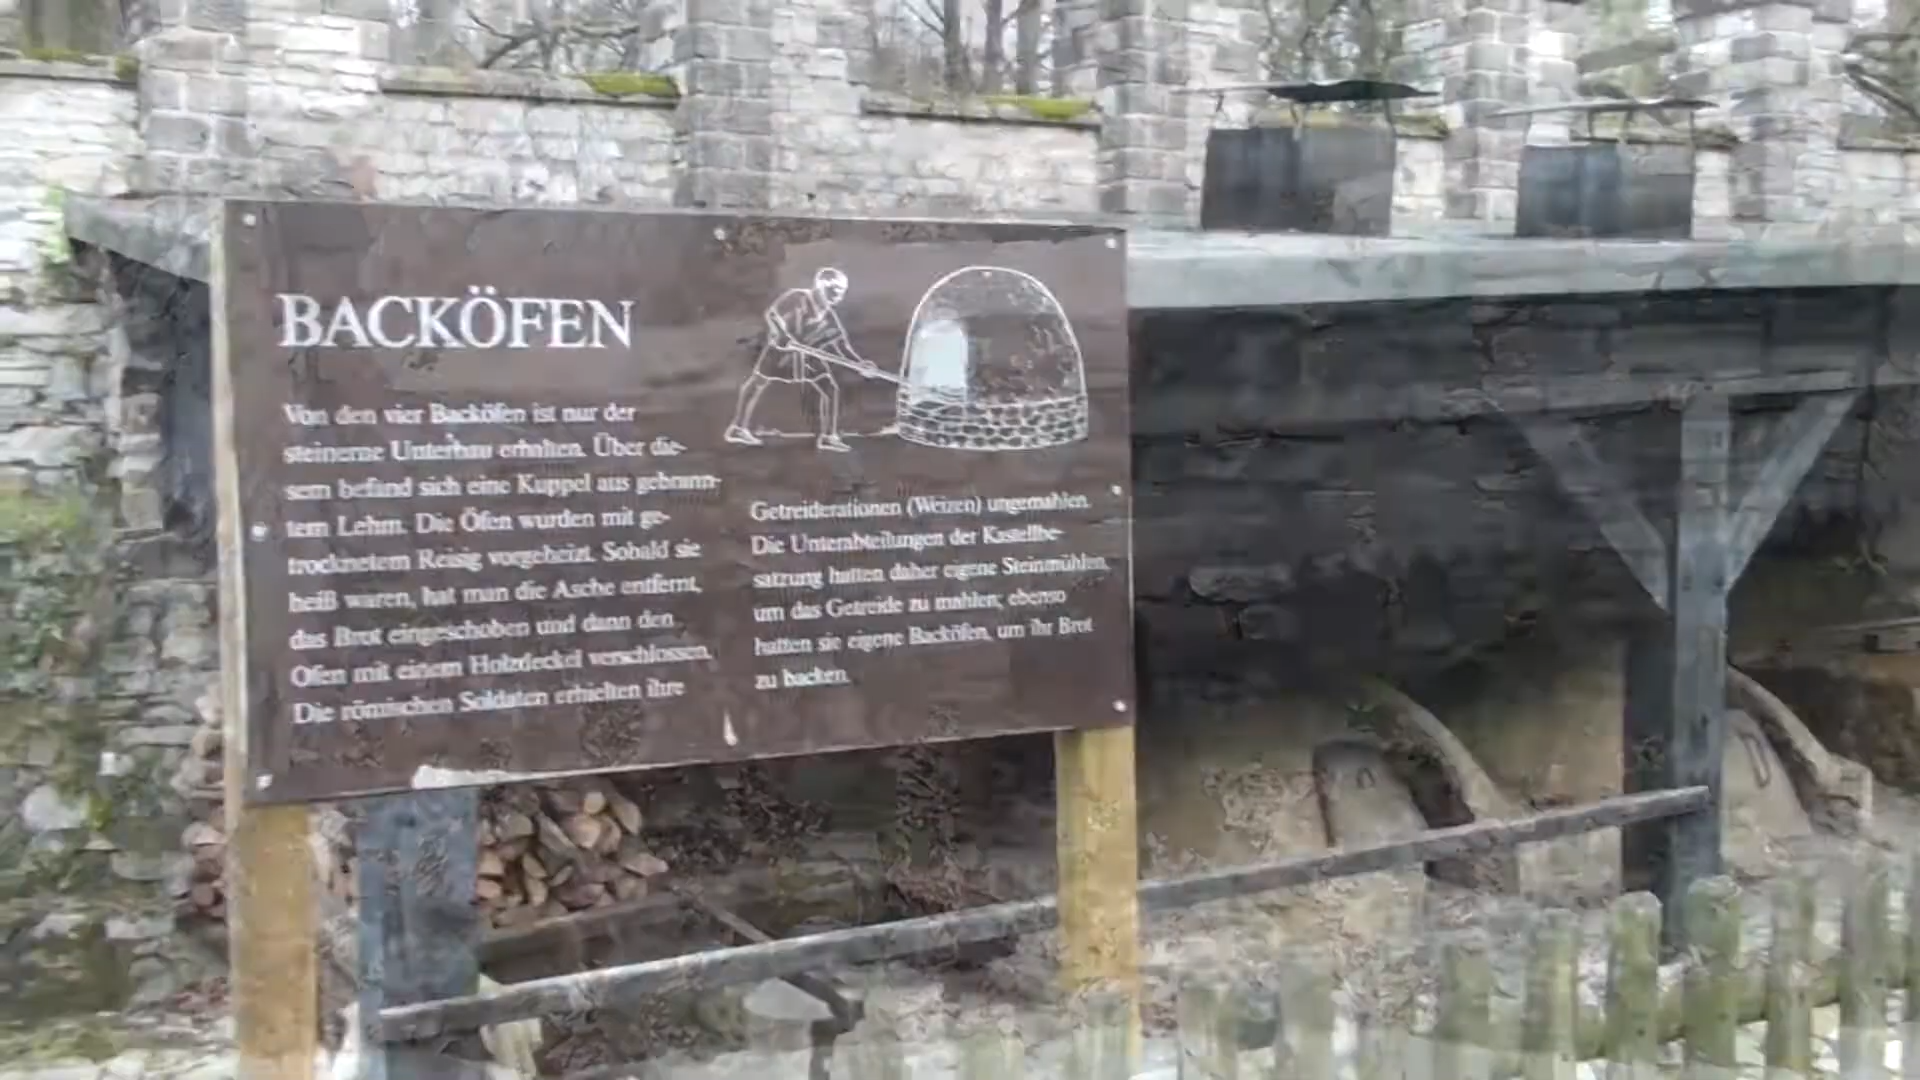 BACKÖFEN
Von den vier Backöfen ist nur der
steinerne Unterbau erhalten. Über die-
sem befand sich eine Kuppel aus gebrann-
tem Lehm. Die Öfen wurden mit ge-
trocknetem Reisig vorgeheizt. Sobald sie
heiß waren, hat man die Asche entfernt,
das Brot eingeschoben und dann den
Ofen mit einem Holzdeckel verschlossen.
Die römischen Soldaten erhielten ihre
Getreiderationen (Weizen) ungemahlen.
Die Unterabteilungen der Kastellbe-
satzung hatten daher eigene Steinmühlen,
um das Getreide zu mahlen; ebenso
hatten sie eigene Backöfen, um ihr Brot
zu backen.